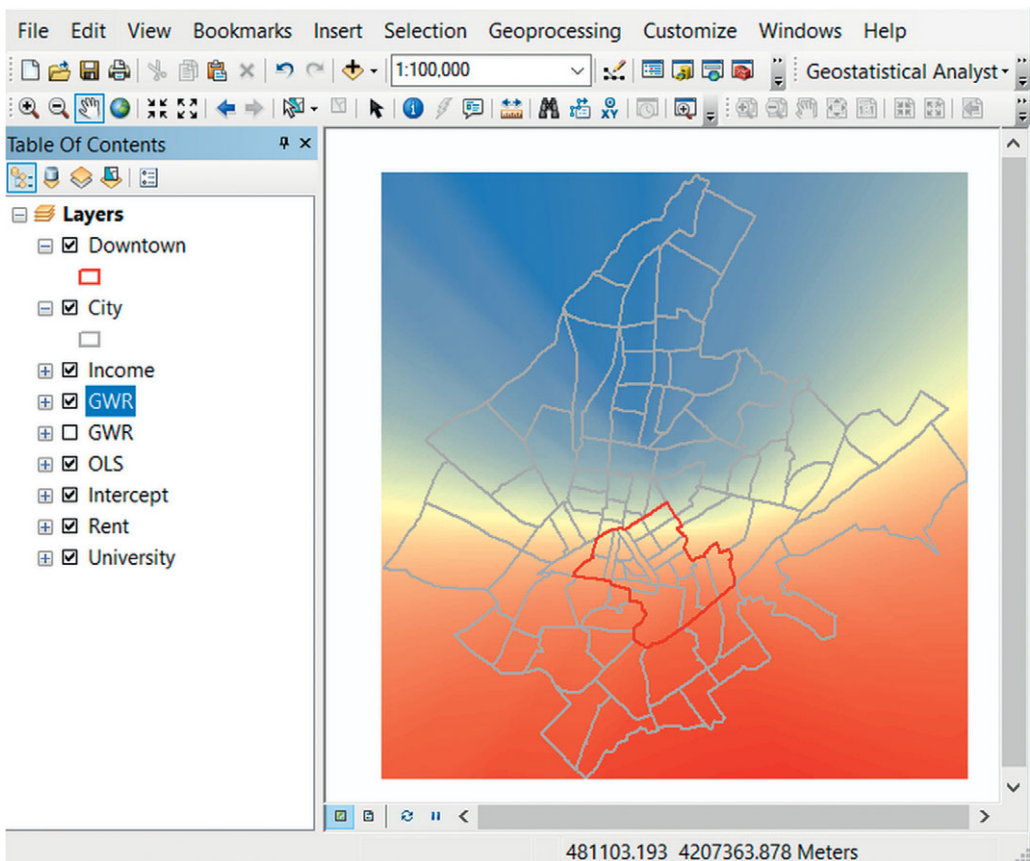 File Edit View Bookmarks Insert Selection Geoprocessing Customize Windows Help
1:100,000
Geostatistical Analyst
Table Of Contents
Layers
Downtown
City
Income
GWR
GWR
OLS
Intercept
Rent
University
481103.193 4207363.878 Meters